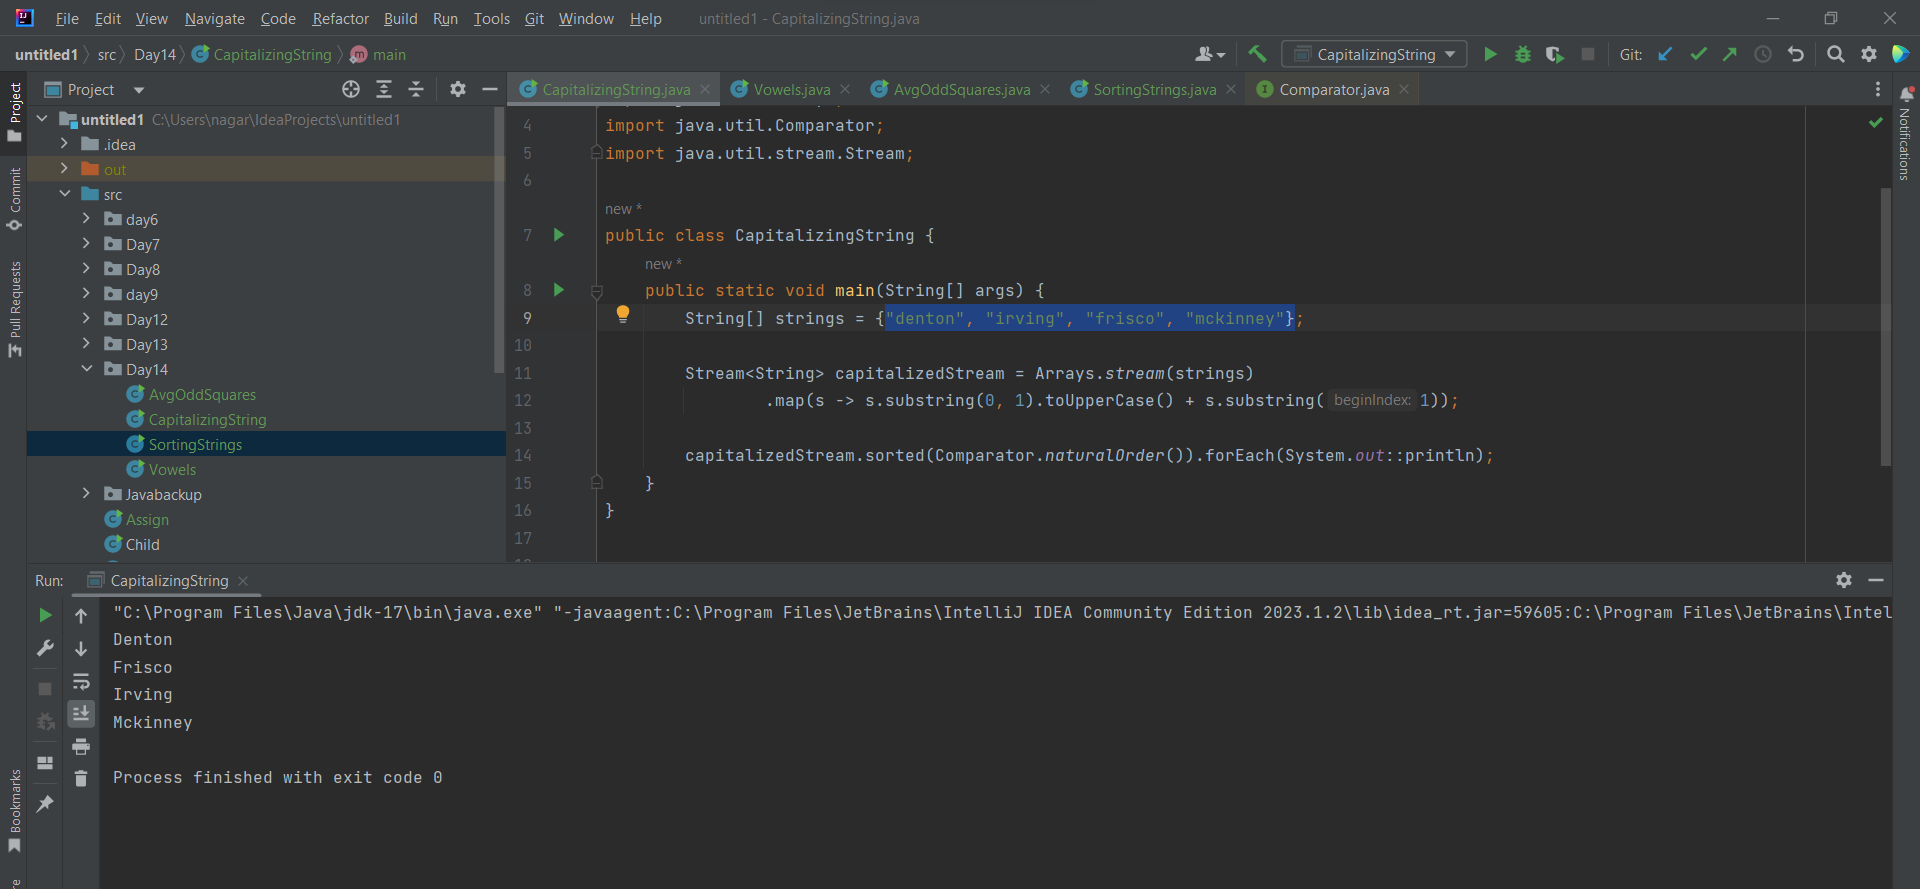 File Edit View Navigate Code Refactor Build Run Tools Git Window Help untitled1 - CapitalizingString.java
untitled1 src Day14 CapitalizingString main CapitalizingString Git:
Project
CapitalizingString.java Vowels.java AvgOddSquares.java SortingStrings.java Comparator.java
untitled1 C:\Users\nagar\IdeaProjects\untitled1
.idea
out
src
day6
Day7
Day8
day9
Day12
Day13
Day14
AvgOddSquares
CapitalizingString
SortingStrings
Vowels
Javabackup
Assign
Child
Project
Commit
Pull Requests
Bookmarks
Notifications
4 import java.util.Comparator;
5 import java.util.stream.Stream;
6
new *
7 public class CapitalizingString {
new *
8 public static void main(String[] args) {
9 String[] strings = {"denton", "irving", "frisco", "mckinney"};
10
11 Stream<String> capitalizedStream = Arrays.stream(strings)
12 .map(s -> s.substring(0, 1).toUpperCase() + s.substring( beginIndex: 1));
13
14 capitalizedStream.sorted(Comparator.naturalOrder()).forEach(System.out::println);
15 }
16 }
17
Run: CapitalizingString
"C:\Program Files\Java\jdk-17\bin\java.exe" "-javaagent:C:\Program Files\JetBrains\IntelliJ IDEA Community Edition 2023.1.2\lib\idea_rt.jar=59605:C:\Program Files\JetBrains\Intel
Denton
Frisco
Irving
Mckinney
Process finished with exit code 0